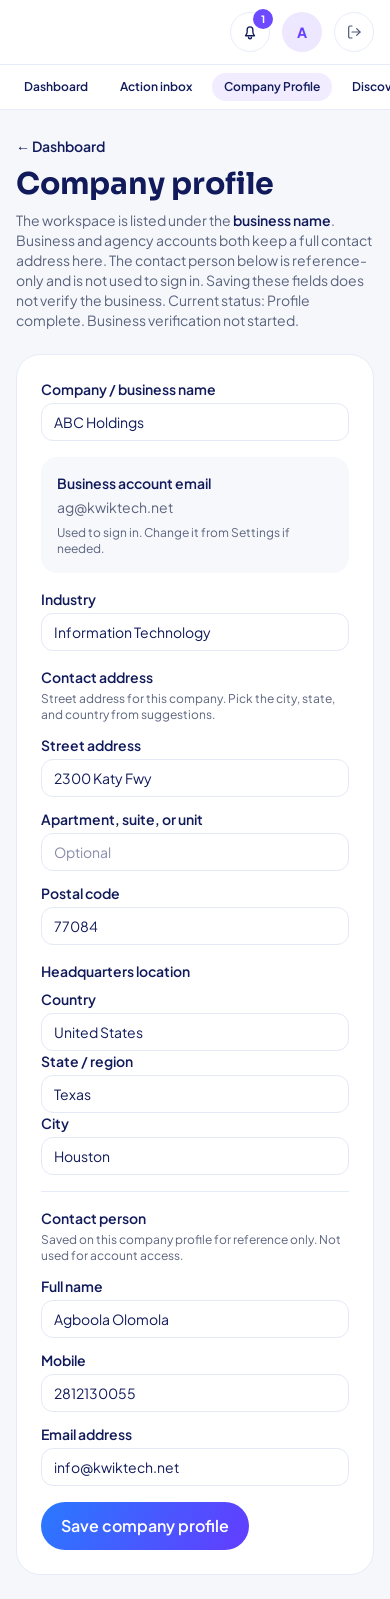 1
A
Dashboard Action inbox Company Profile Discov
← Dashboard
Company profile
The workspace is listed under the business name.
Business and agency accounts both keep a full contact
address here. The contact person below is reference-
only and is not used to sign in. Saving these fields does
not verify the business. Current status: Profile
complete. Business verification not started.
Company / business name
ABC Holdings
Business account email
ag@kwiktech.net
Used to sign in. Change it from Settings if
needed.
Industry
Information Technology
Contact address
Street address for this company. Pick the city, state,
and country from suggestions.
Street address
2300 Katy Fwy
Apartment, suite, or unit
Optional
Postal code
77084
Headquarters location
Country
United States
State / region
Texas
City
Houston
Contact person
Saved on this company profile for reference only. Not
used for account access.
Full name
Agboola Olomola
Mobile
2812130055
Email address
info@kwiktech.net
Save company profile